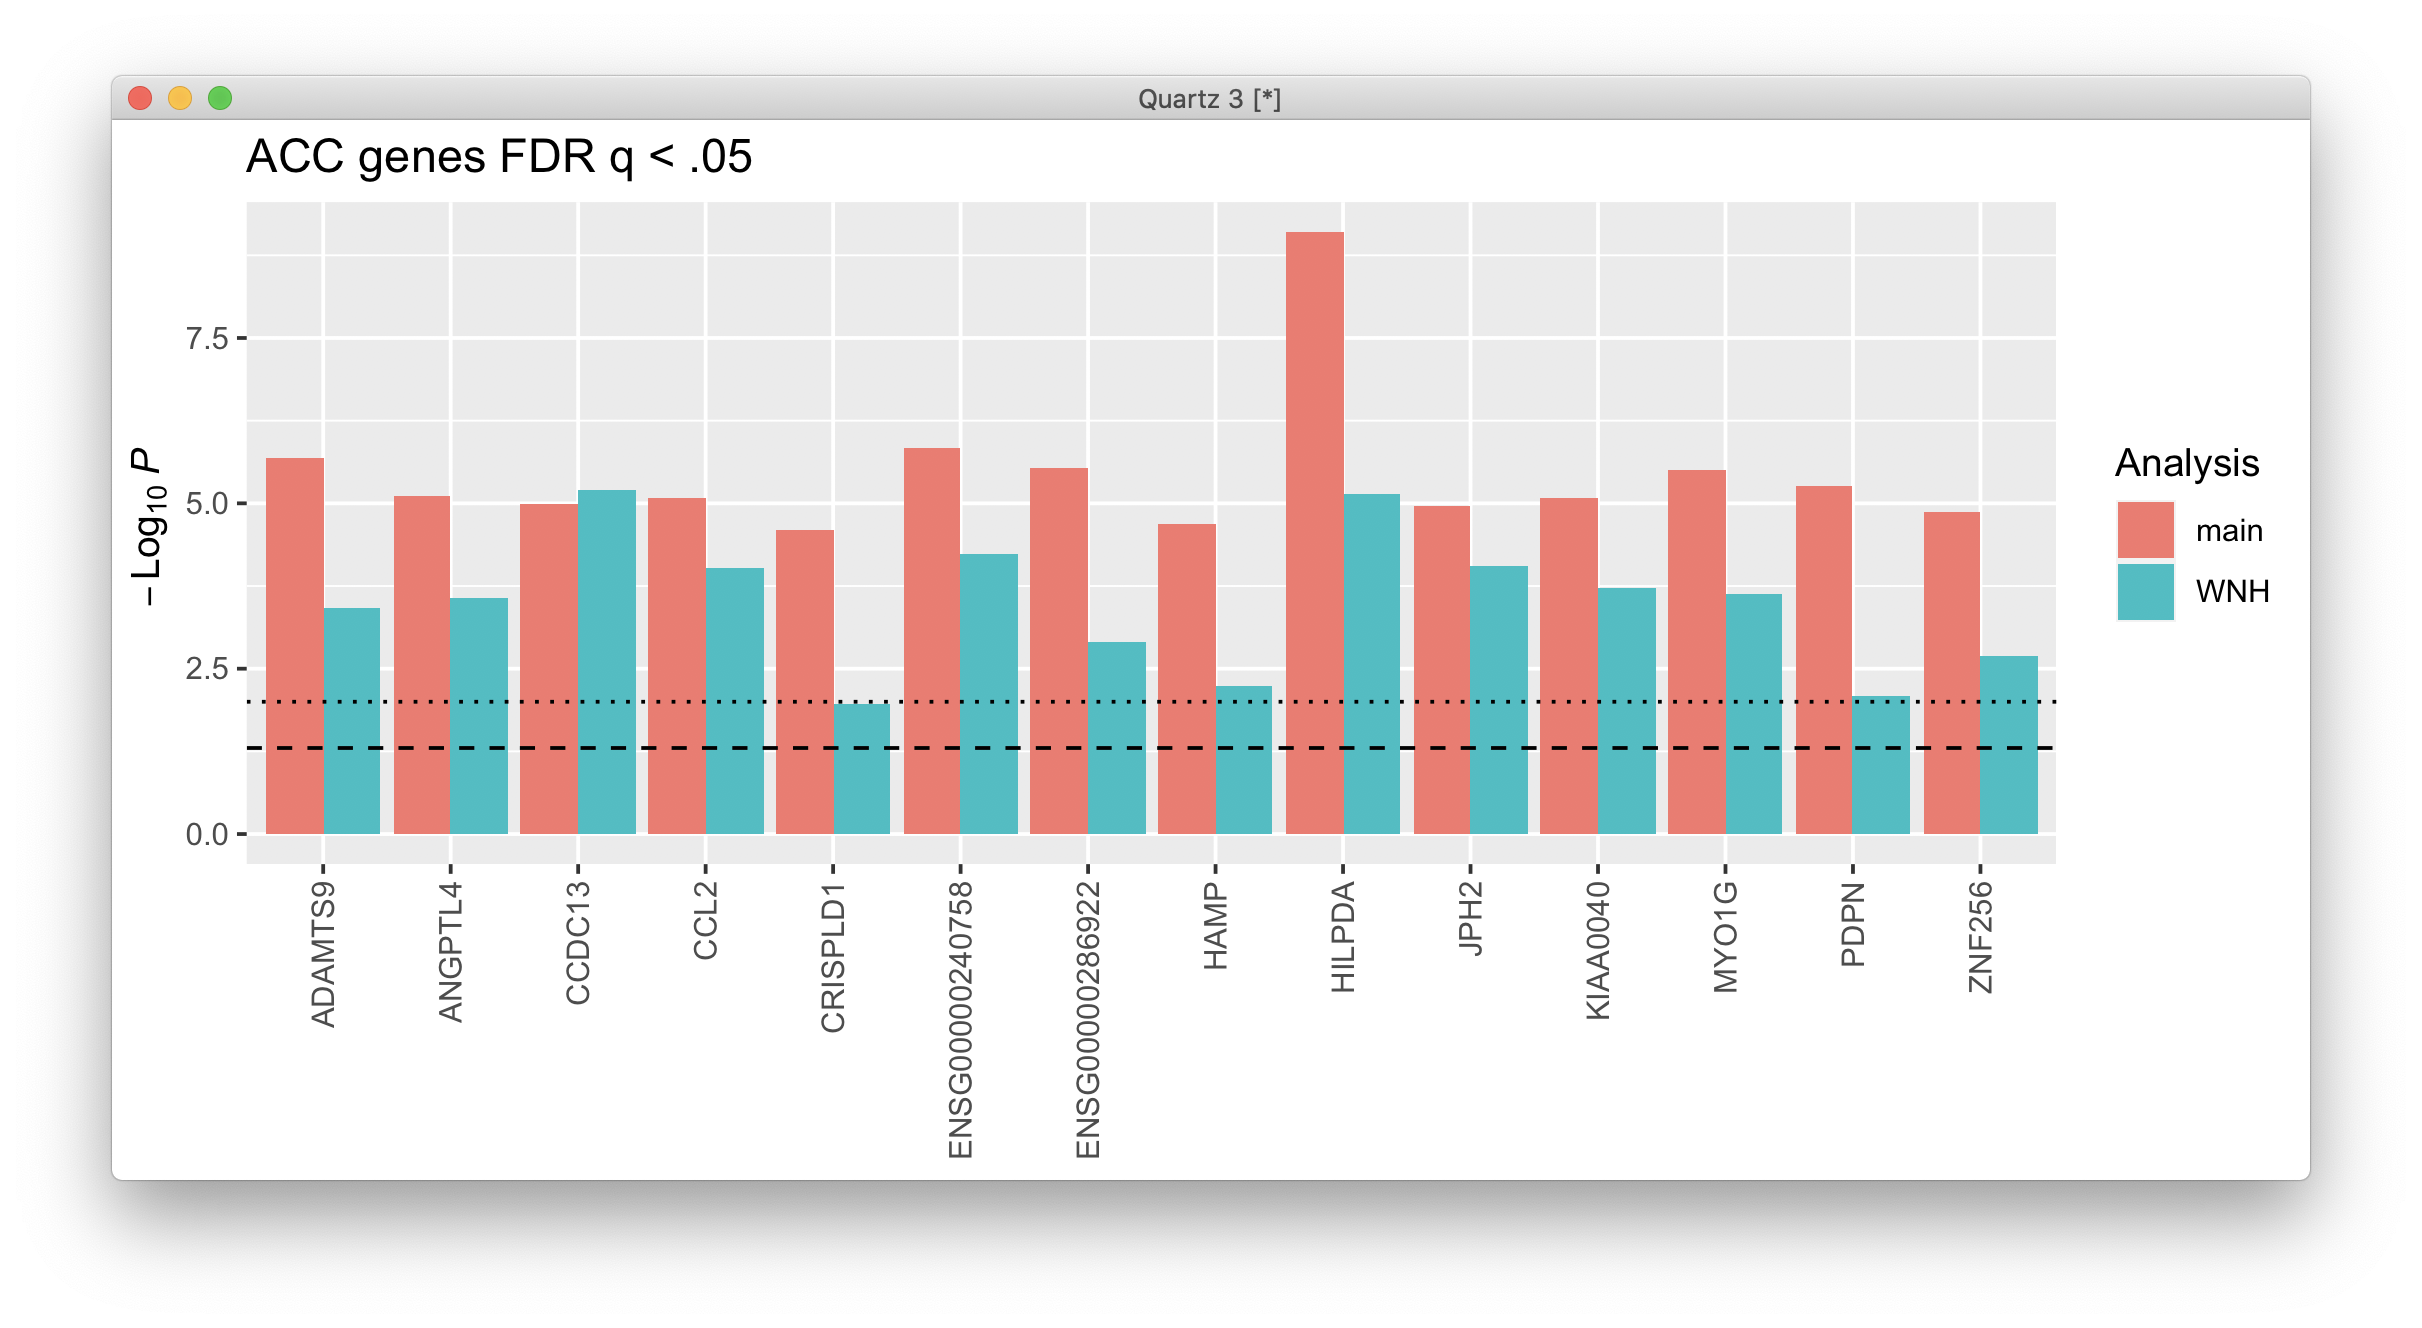 Quartz 3 [*]
ACC genes FDR q < .05
− Log10 P
7.5
5.0
2.5
0.0
ADAMTS9
ANGPTL4
CCDC13
CCL2
CRISPLD1
ENSG00000240758
ENSG00000286922
HAMP
HILPDA
JPH2
KIAA0040
MYO1G
PDPN
ZNF256
Analysis
main
WNH